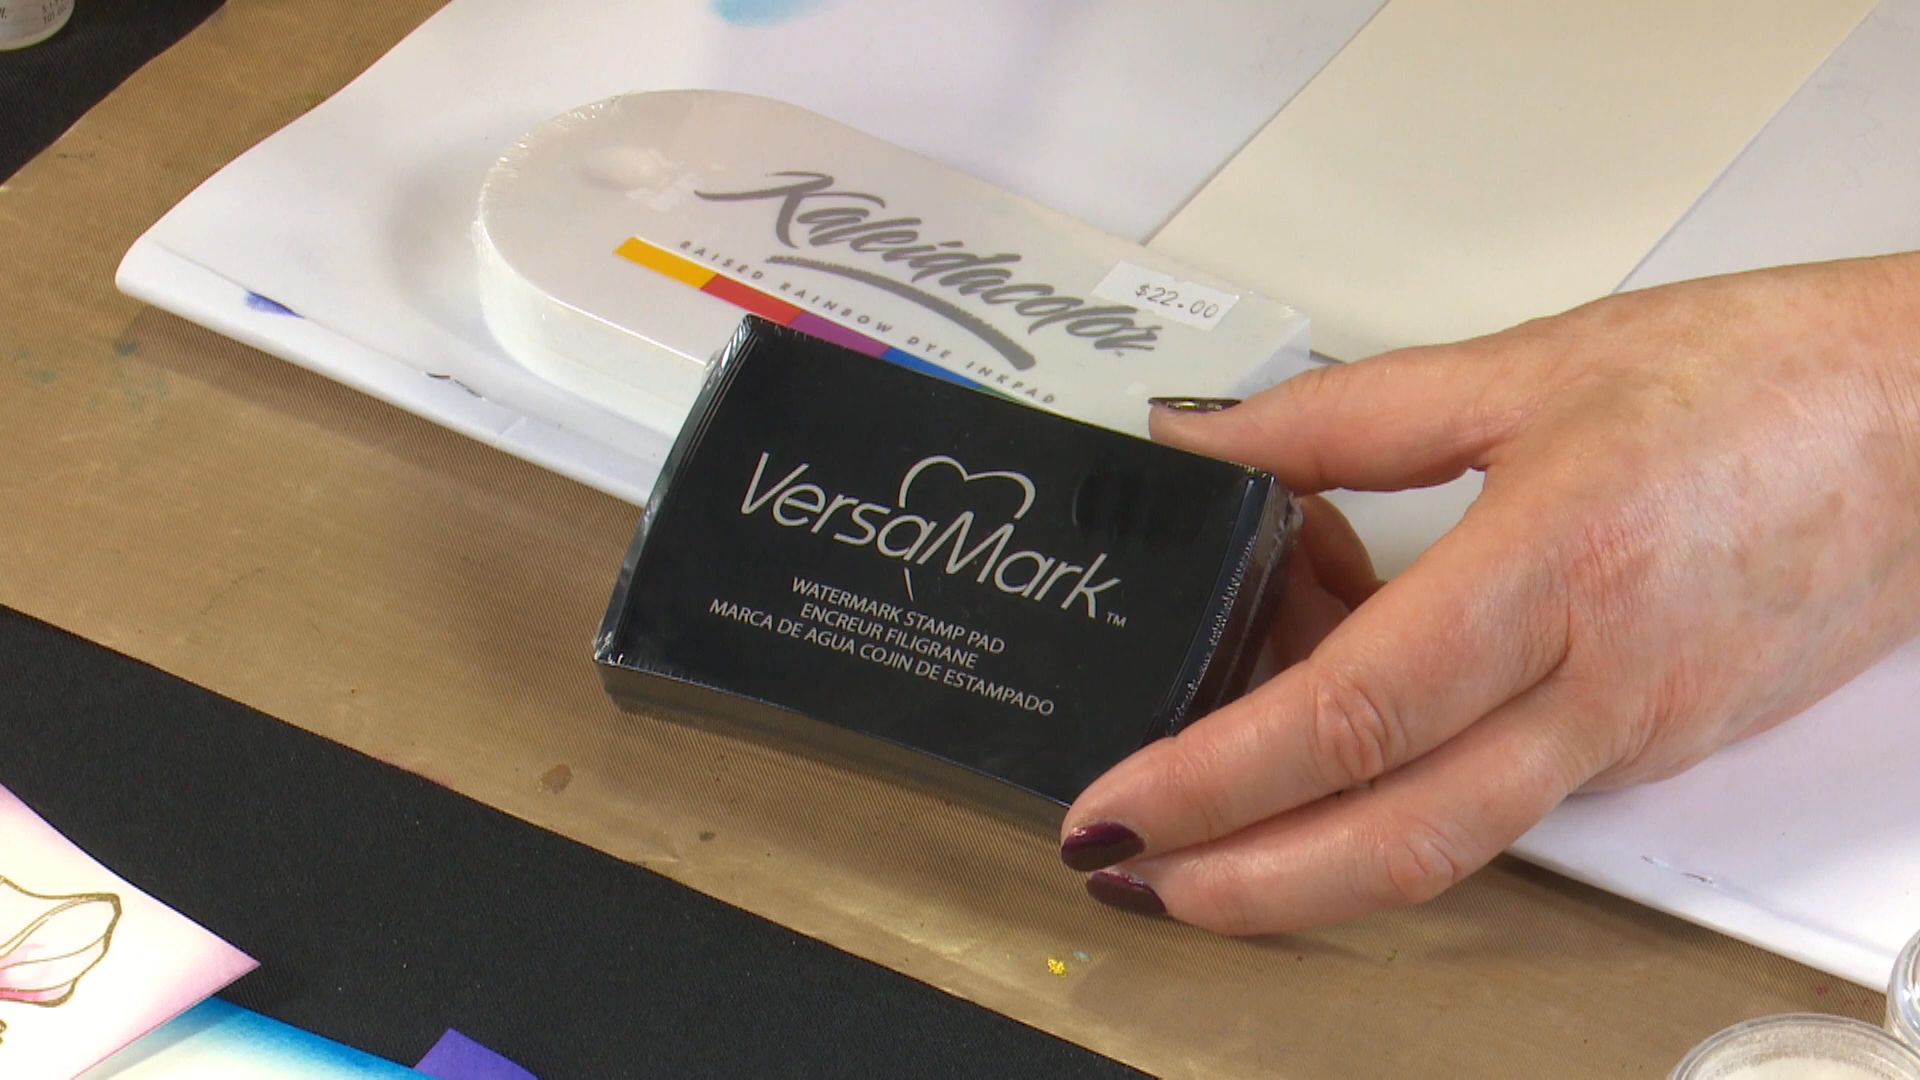 Kaleidacolor
RAISED RAINBOW DYE INKPAD
$22.00
VersaMark™
WATERMARK STAMP PAD
ENCREUR FILIGRANE
MARCA DE AGUA COJIN DE ESTAMPADO